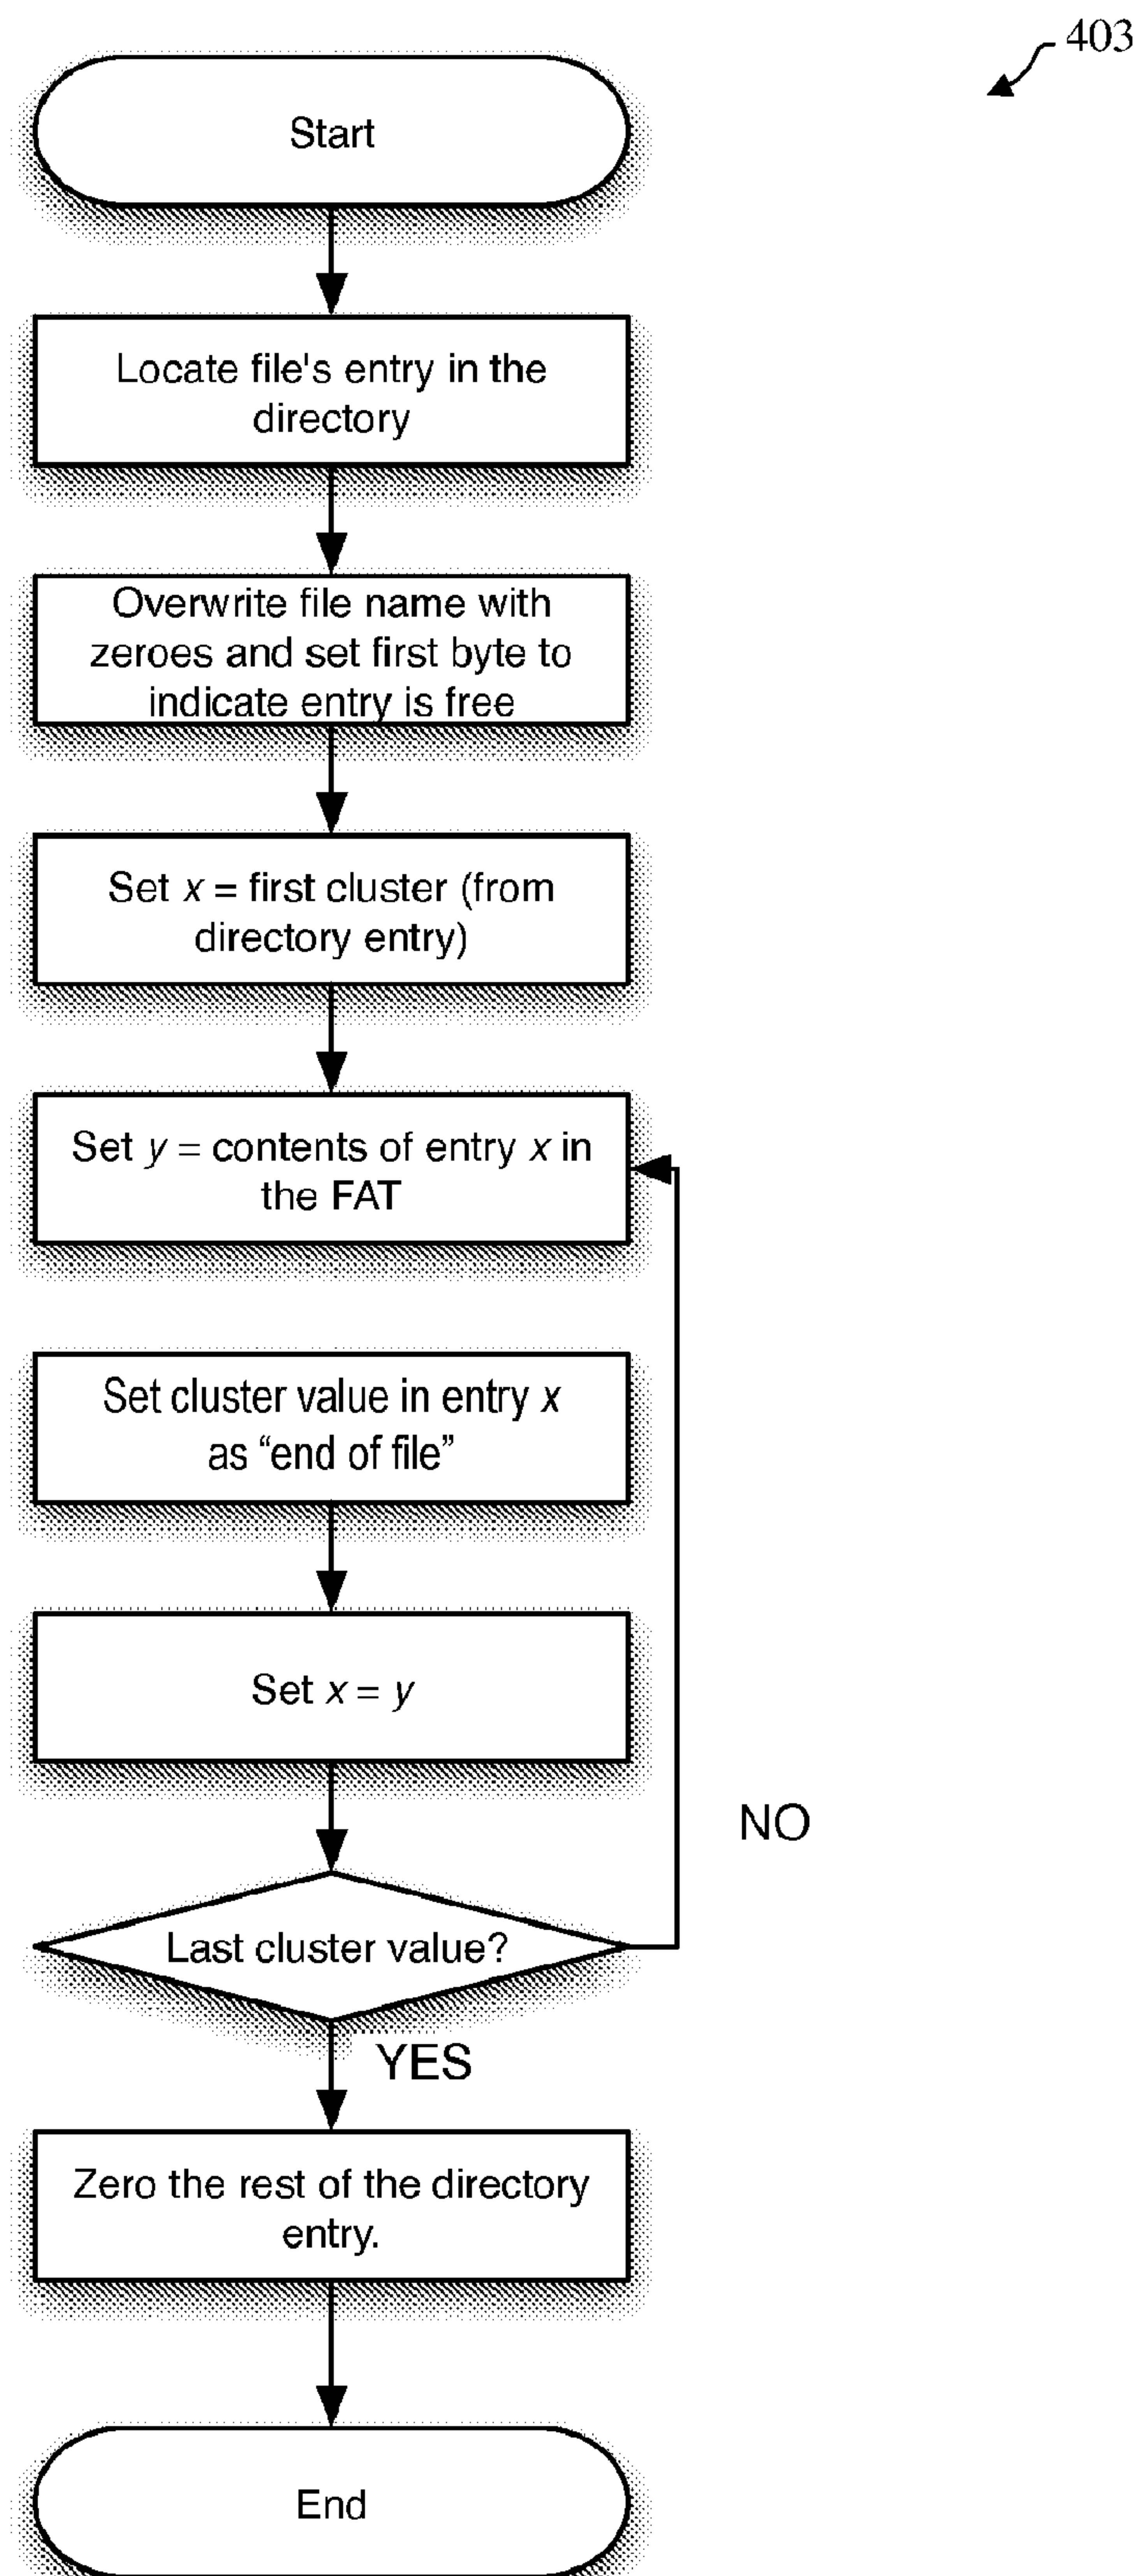 403
Start
Locate file's entry in the
directory
Overwrite file name with
zeroes and set first byte to
indicate entry is free
Set x = first cluster (from
directory entry)
Set y = contents of entry x in
the FAT
Set cluster value in entry x
as “end of file”
Set x = y
NO
Last cluster value?
YES
Zero the rest of the directory
entry.
End